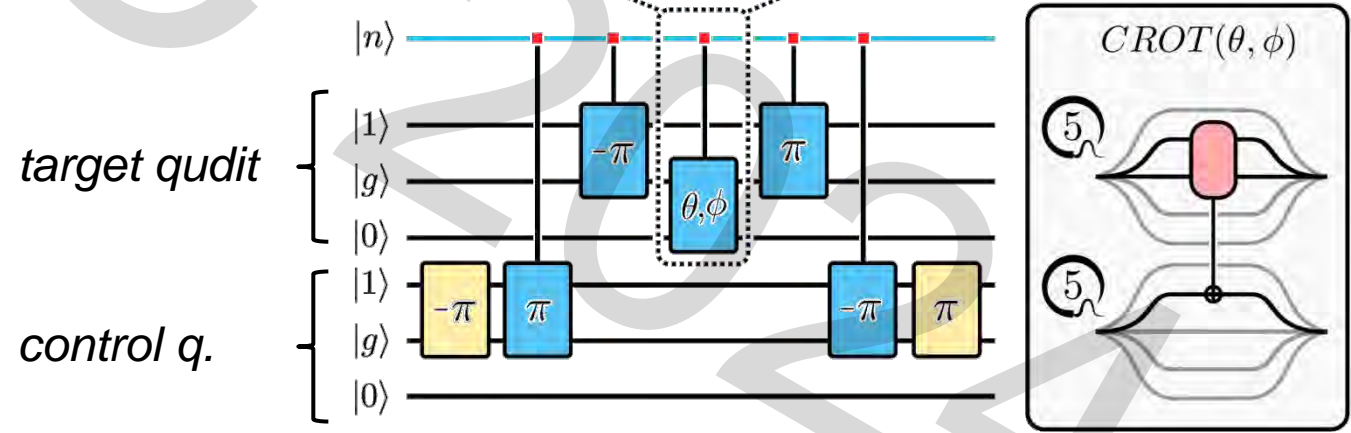 |n⟩
target qudit
|1⟩
|g⟩
|0⟩
-π
θ,ϕ
π
control q.
|1⟩
|g⟩
|0⟩
-π
π
-π
π
CROT(θ, ϕ)
5
5